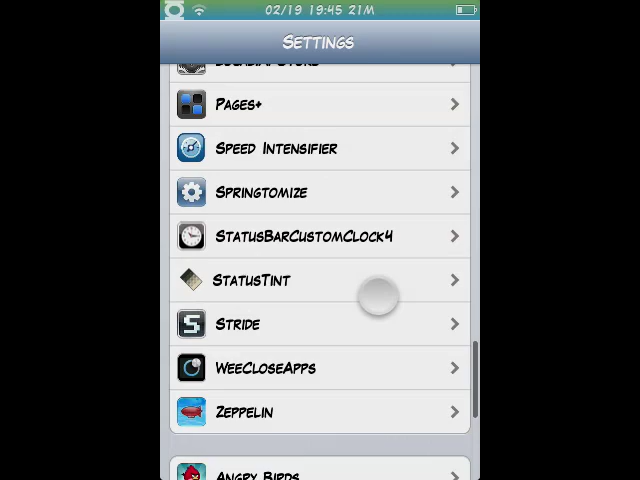 02/19 19:45 21M
Settings
Pages+
Speed Intensifier
Springtomize
StatusBarCustomClock4
StatusTint
Stride
WeeCloseApps
Zeppelin
Angry Birds